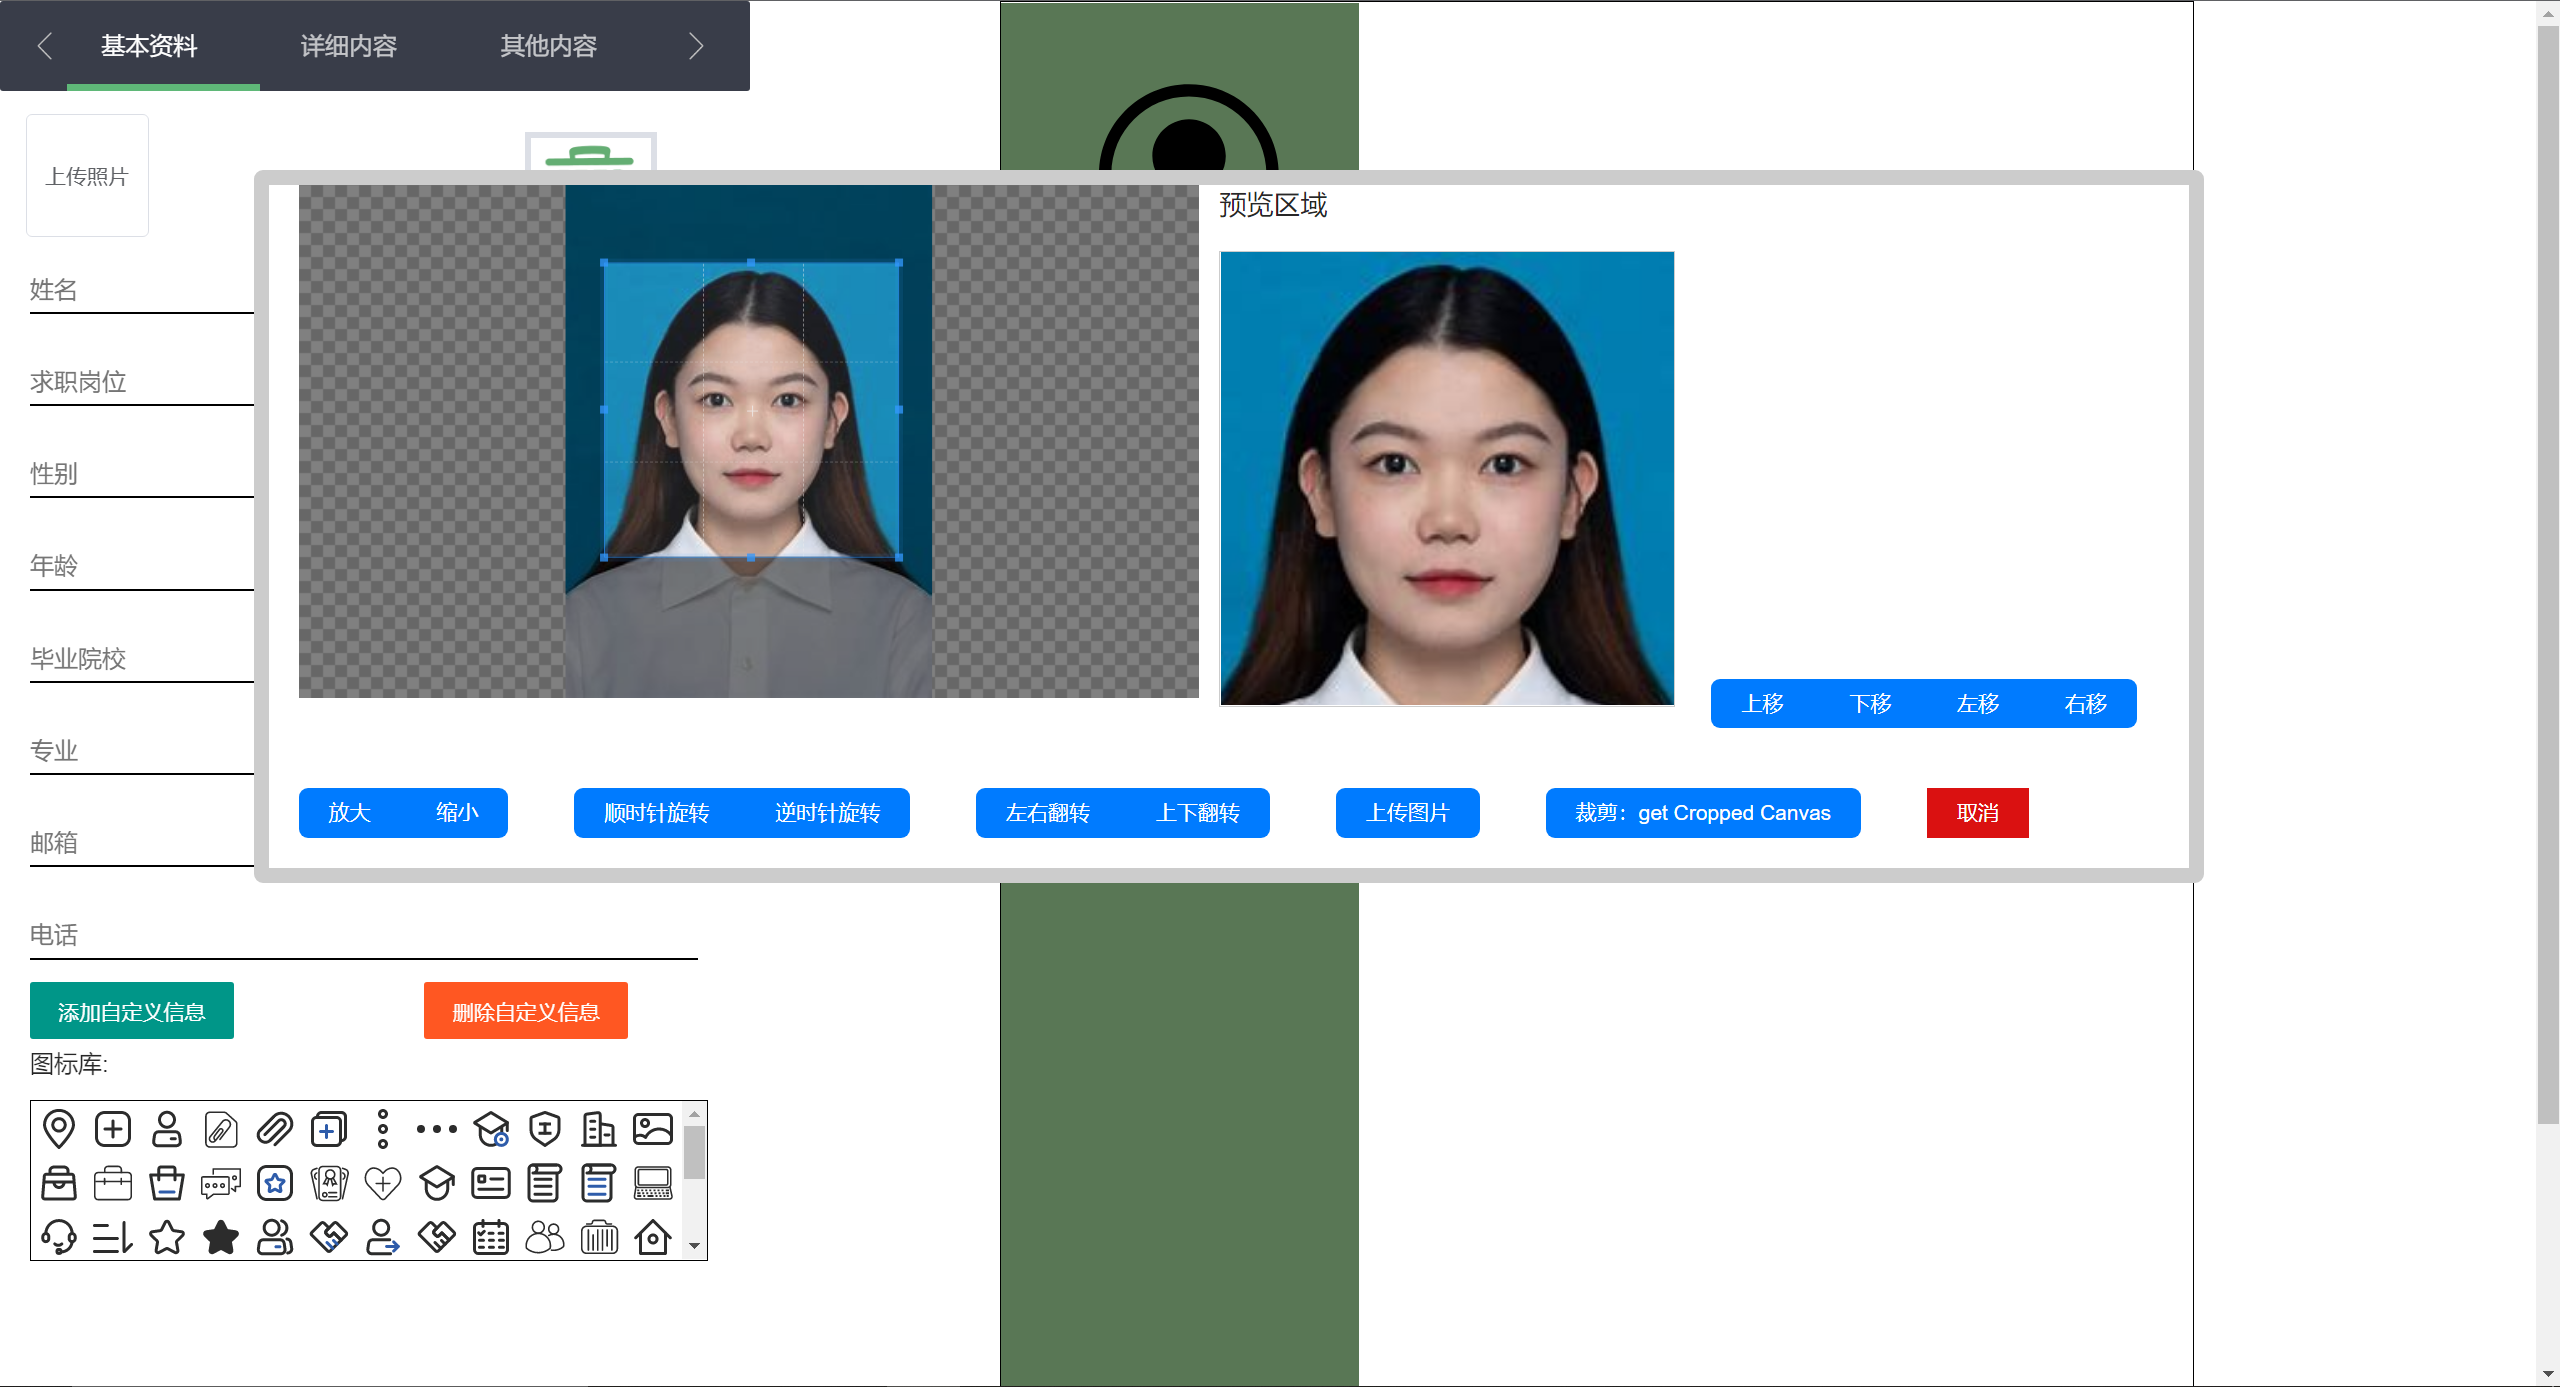 基本资料 详细内容 其他内容
上传照片
预览区域
姓名
求职岗位
性别
年龄
毕业院校
上移 下移 左移 右移
专业
放大 缩小 顺时针旋转 逆时针旋转 左右翻转 上下翻转 上传图片 裁剪：get Cropped Canvas 取消
邮箱
电话
添加自定义信息 删除自定义信息
图标库: